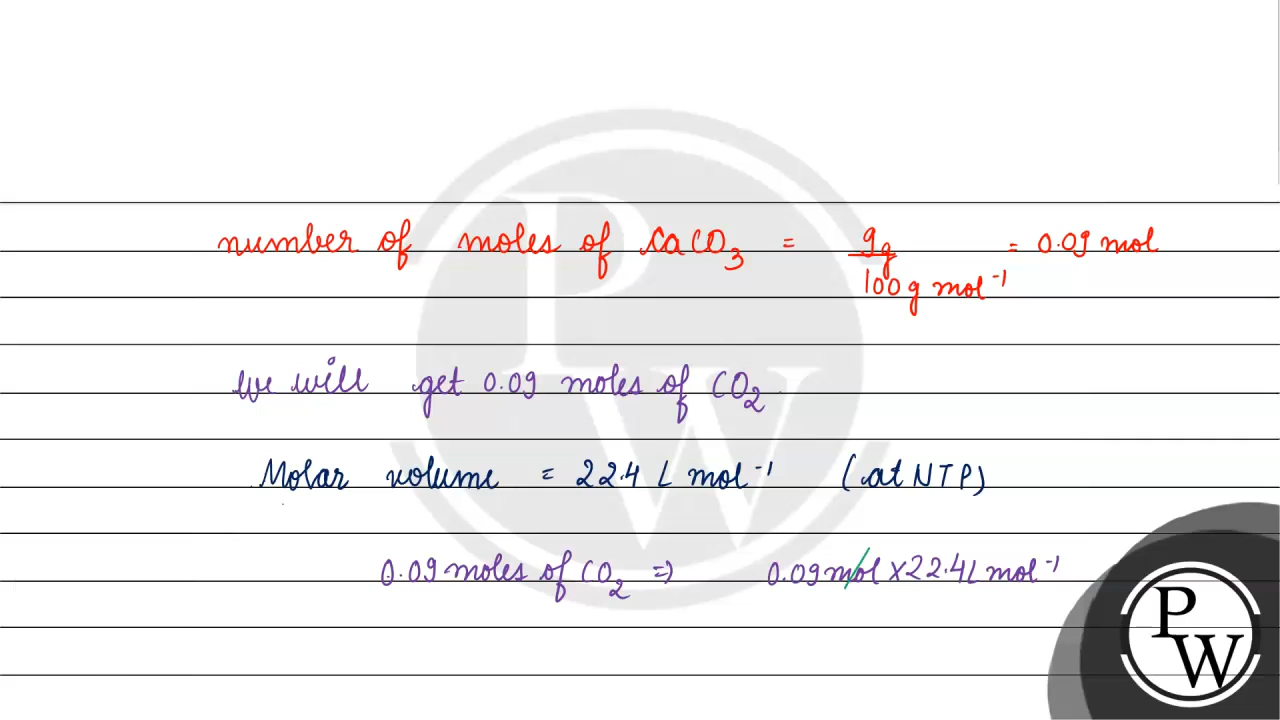 number of moles of CaCO₃ = 9g / 100 g mol⁻¹ = 0.09 mol
we will get 0.09 moles of CO₂
Molar volume = 22.4 L mol⁻¹ (at NTP)
0.09 moles of CO₂ ⇒ 0.09 mol × 22.4 L mol⁻¹
P
W
P
W